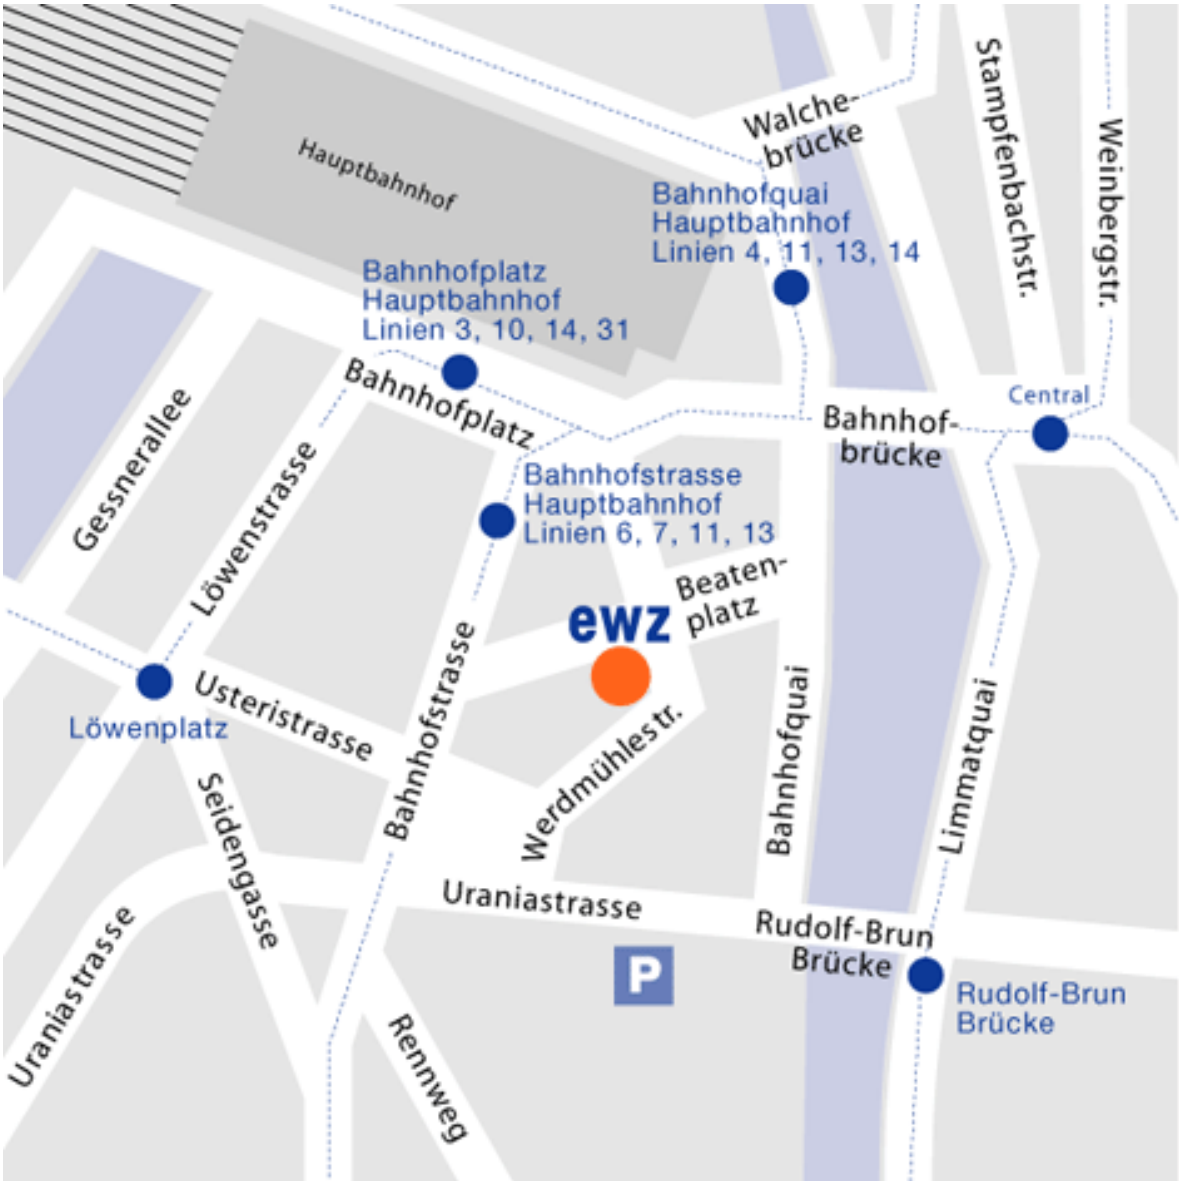 Stampfenbachstr.
Walche-
brücke
Weinbergstr.
Hauptbahnhof
Bahnhofquai
Hauptbahnhof
Linien 4, 11, 13, 14
Bahnhofplatz
Hauptbahnhof
Linien 3, 10, 14, 31
Bahnhofplatz
Central
Bahnhof-
brücke
Gessnerallee
Löwenstrasse
Bahnhofstrasse
Hauptbahnhof
Linien 6, 7, 11, 13
Beaten-
platz
ewz
Löwenplatz
Usteristrasse
Bahnhofstrasse
Werdmühlestr.
Bahnhofquai
Limmatquai
Seidengasse
Uraniastrasse
Uraniastrasse
Rudolf-Brun
Brücke
P
Rudolf-Brun
Brücke
Rennweg